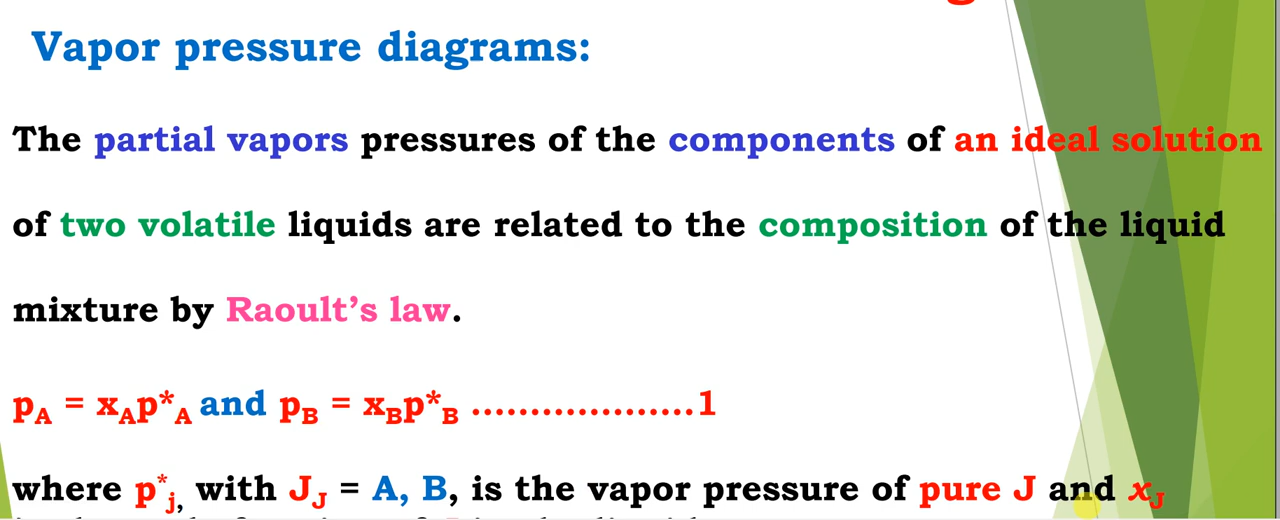 Vapor pressure diagrams:
The partial vapors pressures of the components of an ideal solution
of two volatile liquids are related to the composition of the liquid
mixture by Raoult’s law.
pA = xAp*A and pB = xBp*B ...................1
where p*j, with JJ = A, B, is the vapor pressure of pure J and xJ